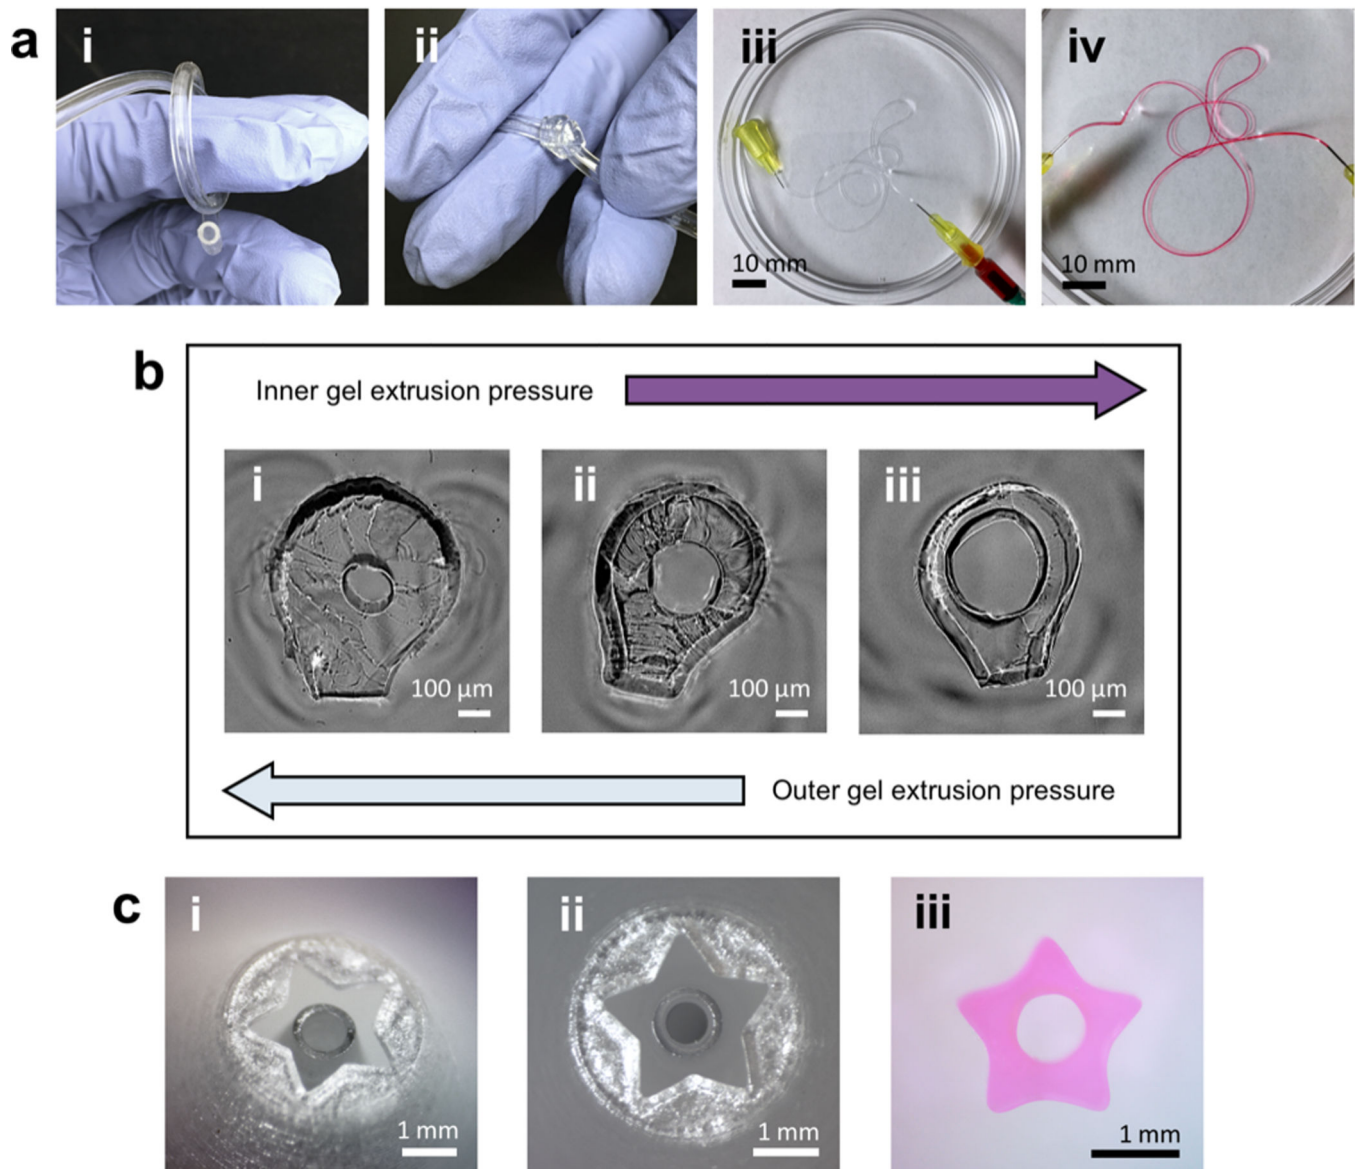 a
i
ii
iii
iv
10 mm
10 mm
b
Inner gel extrusion pressure
i
ii
iii
100 µm
100 µm
100 µm
Outer gel extrusion pressure
c
i
ii
iii
1 mm
1 mm
1 mm